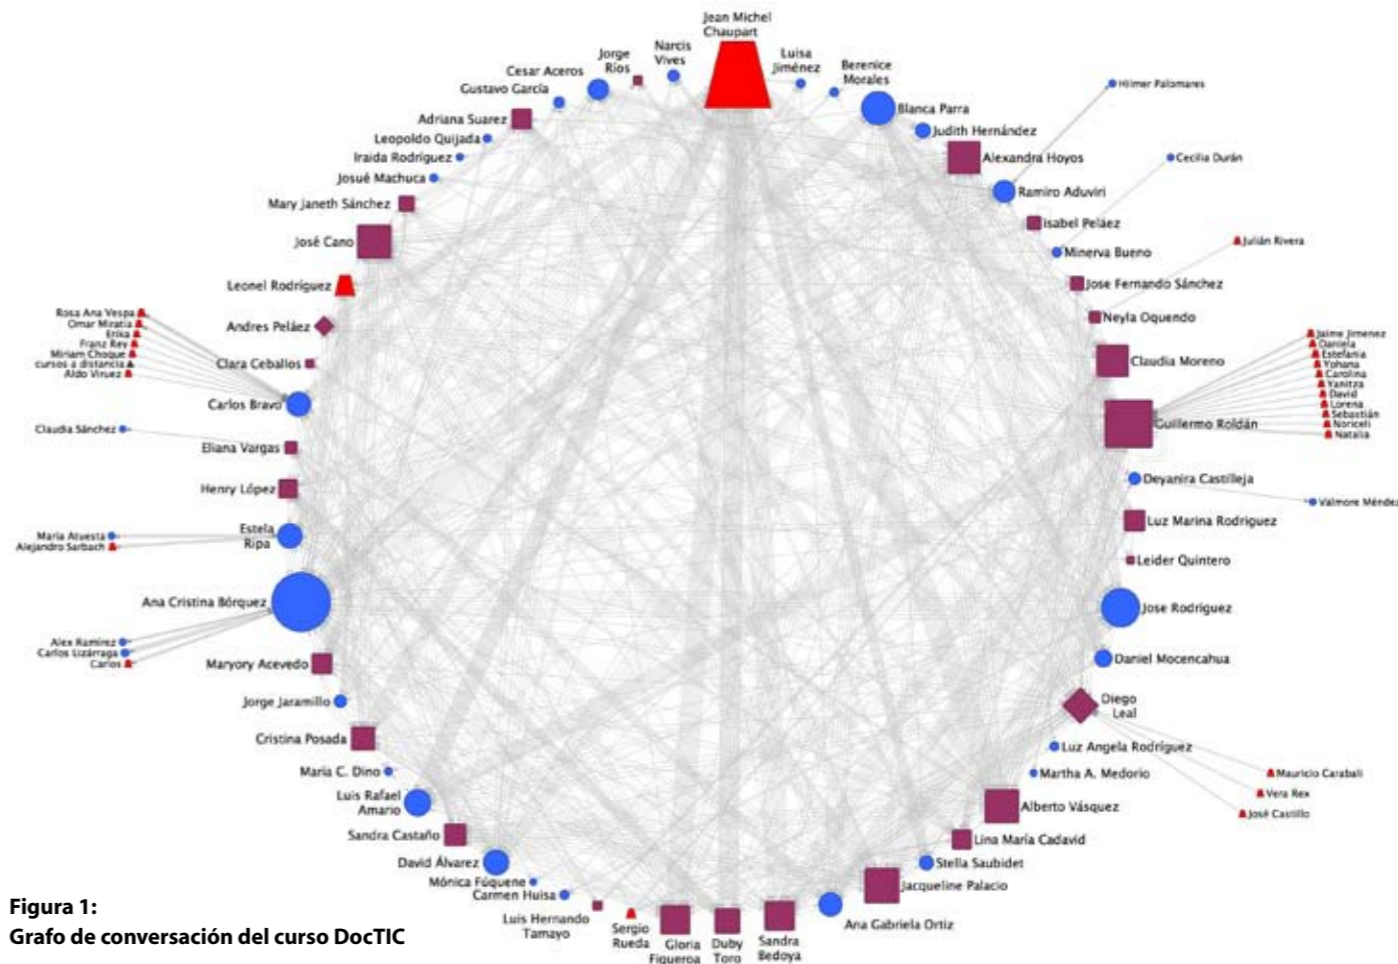 Jean Michel
Chaupart
Luisa
Jiménez
Berenice
Morales
Blanca Parra
Judith Hernández
Alexandra Hoyos
Hilmer Palomares
Ramiro Aduviri
Cecilia Durán
isabel Peláez
Julián Rivera
Minerva Bueno
Jose Fernando Sánchez
Neyla Oquendo
Claudia Moreno
Jaime Jimenez
Daniela
Estefania
Yohana
Carolina
Yanitza
David
Lorena
Sebastián
Noriceli
Natalia
Guillermo Roldán
Deyanira Castilleja
Valmore Méndez
Luz Marina Rodriguez
Leider Quintero
Jose Rodriguez
Daniel Mocencahua
Diego
Leal
Luz Angela Rodríguez
Martha A. Medorio
Mauricio Carabali
Vera Rex
José Castillo
Alberto Vásquez
Lina María Cadavid
Stella Saubidet
Jacqueline Palacio
Ana Gabriela Ortiz
Sandra
Bedoya
Duby
Toro
Gloria
Figueroa
Sergio
Rueda
Luis Hernando
Tamayo
Carmen Huisa
Mónica Fúquene
David Álvarez
Sandra Castaño
Luis Rafael
Amario
Maria C. Dino
Cristina Posada
Jorge Jaramillo
Maryory Acevedo
Alex Ramirez
Carlos Lizárraga
Carlos
Ana Cristina Bórquez
Estela
Ripa
María Atuesta
Alejandro Sarbach
Henry López
Eliana Vargas
Claudia Sánchez
Carlos Bravo
Rosa Ana Vespa
Omar Miratia
Erika
Franz Rey
Miriam Choque
cursos a distancia
Aldo Viruez
Clara Ceballos
Andres Peláez
Leonel Rodríguez
José Cano
Mary Janeth Sánchez
Josué Machuca
Iraida Rodríguez
Leopoldo Quijada
Adriana Suarez
Gustavo García
Cesar Aceros
Jorge
Ríos
Narcis
Vives
Figura 1:
Grafo de conversación del curso DocTIC